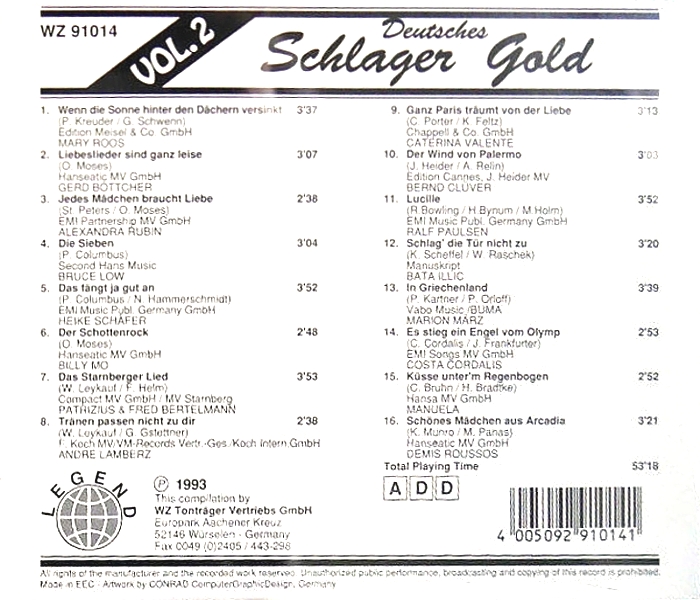 WZ 91014
VOL. 2
Deutsches
Schlager Gold
1. Wenn die Sonne hinter den Dächern versinkt 3'37
(P. Kreuder / G. Schwenn)
Edition Meisel & Co. GmbH
MARY ROOS
2. Liebeslieder sind ganz leise 3'07
(O. Moses)
Hanseatic MV GmbH
GERD BÖTTCHER
3. Jedes Mädchen braucht Liebe 2'38
(St. Peters / O. Moses)
EMI Partnership MV GmbH
ALEXANDRA RUBIN
4. Die Sieben 3'04
(P. Columbus)
Second Hans Music
BRUCE LOW
5. Das fängt ja gut an 3'52
(P. Columbus / N. Hammerschmidt)
EMI Music Publ. Germany GmbH
HEIKE SCHÄFER
6. Der Schottenrock 2'48
(O. Moses)
Hanseatic MV GmbH
BILLY MO
7. Das Starnberger Lied 3'53
(W. Leykauf / F. Helm)
Compact MV GmbH / MV Starnberg
PATRIZIUS & FRED BERTELMANN
8. Tränen passen nicht zu dir 2'38
(W. Leykauf / G. Gstettner)
F. Koch MV/VM-Records Vertr.-Ges./Koch Intern.GmbH
ANDRE LAMBERZ
9. Ganz Paris träumt von der Liebe 3'13
(C. Porter / K. Feltz)
Chappell & Co. GmbH
CATERINA VALENTE
10. Der Wind von Palermo 3'03
(J. Heider / A. Relin)
Edition Cannes, J. Heider MV
BERND CLÜVER
11. Lucille 3'52
(R.Bowling / H.Bynum / M.Holm)
EMI Music Publ. Germany GmbH
RALF PAULSEN
12. Schlag' die Tür nicht zu 3'20
(K. Scheffel / W. Raschek)
Manuskript
BATA ILLIC
13. In Griechenland 3'39
(P. Kartner / P. Orloff)
Vabo Music /BUMA
MARION MÄRZ
14. Es stieg ein Engel vom Olymp 2'53
(C. Cordalis / J. Frankfurter)
EMI Songs MV GmbH
COSTA CORDALIS
15. Küsse unter'm Regenbogen 2'52
(C. Bruhn / H. Bradtke)
Hansa MV GmbH
MANUELA
16. Schönes Mädchen aus Arcadia 3'21
(K. Munro / M. Panas)
Hanseatic MV GmbH
DEMIS ROUSSOS
Total Playing Time 53'18
ADD
LEGEND
Ⓟ 1993
This compilation by
WZ Tonträger Vertriebs GmbH
Europark Aachener Kreuz
52146 Würselen - Germany
Fax 0049 (0)2405 / 443-298
4 005092 910141
All rights of the manufacturer and the recorded work reserved. Unauthorized public performance, broadcasting and copying of this record is prohibited.
Made in EEC - Artwork by CONRAD ComputerGraphicDesign, Germany